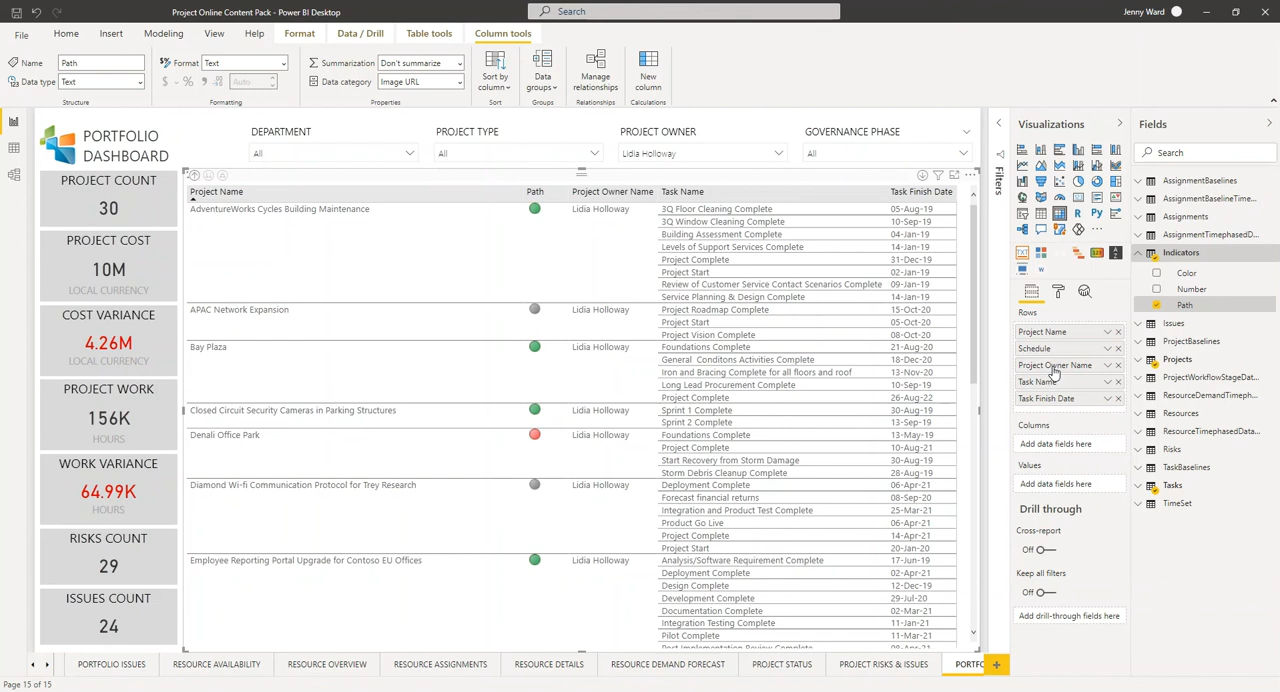 Project Online Content Pack - Power BI Desktop
Search
Jenny Ward
File
Home
Insert
Modeling
View
Help
Format
Data / Drill
Table tools
Column tools
Name
Path
Data type
Text
Structure
Format
Text
$
%
Auto
Formatting
Summarization
Don't summarize
Data category
Image URL
Properties
Sort by
column
Sort
Data
groups
Groups
Manage
relationships
Relationships
New
column
Calculations
PORTFOLIO
DASHBOARD
DEPARTMENT
All
PROJECT TYPE
All
PROJECT OWNER
Lidia Holloway
GOVERNANCE PHASE
All
PROJECT COUNT
30
PROJECT COST
10M
LOCAL CURRENCY
COST VARIANCE
4.26M
LOCAL CURRENCY
PROJECT WORK
156K
HOURS
WORK VARIANCE
64.99K
HOURS
RISKS COUNT
29
ISSUES COUNT
24
Project Name Path Project Owner Name Task Name Task Finish Date
AdventureWorks Cycles Building Maintenance Lidia Holloway 3Q Floor Cleaning Complete 05-Aug-19
3Q Window Cleaning Complete 10-Sep-19
Building Assessment Complete 04-Jan-19
Levels of Support Services Complete 14-Jan-19
Project Complete 31-Dec-19
Project Start 02-Jan-19
Review of Customer Service Contact Scenarios Complete 09-Jan-19
Service Planning & Design Complete 14-Jan-19
APAC Network Expansion Lidia Holloway Project Roadmap Complete 15-Oct-20
Project Start 05-Oct-20
Project Vision Complete 08-Oct-20
Bay Plaza Lidia Holloway Foundations Complete 21-Aug-20
General Conditons Activities Complete 18-Dec-20
Iron and Bracing Complete for all floors and roof 13-Nov-20
Long Lead Procurement Complete 10-Sep-19
Project Complete 26-Aug-22
Closed Circuit Security Cameras in Parking Structures Lidia Holloway Sprint 1 Complete 30-Aug-19
Sprint 2 Complete 13-Sep-19
Denali Office Park Lidia Holloway Foundations Complete 13-May-19
Project Complete 10-Aug-21
Start Recovery from Storm Damage 30-Aug-19
Storm Debris Cleanup Complete 28-Aug-19
Diamond Wi-fi Communication Protocol for Trey Research Lidia Holloway Deployment Complete 06-Apr-21
Forecast financial returns 08-Sep-20
Integration and Product Test Complete 25-Mar-21
Product Go Live 06-Apr-21
Project Complete 14-Apr-21
Project Start 20-Jan-20
Employee Reporting Portal Upgrade for Contoso EU Offices Lidia Holloway Analysis/Software Requirement Complete 17-Jun-19
Deployment Complete 02-Apr-21
Design Complete 12-Dec-19
Development Complete 29-Jul-20
Documentation Complete 02-Mar-21
Integration Testing Complete 11-Jan-21
Pilot Complete 11-Mar-21
Post Implementation Review Complete 08-Apr-21
Filters
Visualizations
R
Py
Rows
Project Name
Schedule
Project Owner Name
Task Name
Task Finish Date
Columns
Add data fields here
Values
Add data fields here
Drill through
Cross-report
Off
Keep all filters
Off
Add drill-through fields here
Fields
Search
AssignmentBaselines
AssignmentBaselineTime...
Assignments
AssignmentTimephasedD...
Indicators
Color
Number
Path
Issues
ProjectBaselines
Projects
ProjectWorkflowStageDat...
ResourceDemandTimeph...
Resources
ResourceTimephasedData...
Risks
TaskBaselines
Tasks
TimeSet
PORTFOLIO ISSUES
RESOURCE AVAILABILITY
RESOURCE OVERVIEW
RESOURCE ASSIGNMENTS
RESOURCE DETAILS
RESOURCE DEMAND FORECAST
PROJECT STATUS
PROJECT RISKS & ISSUES
PORTFO
Page 15 of 15